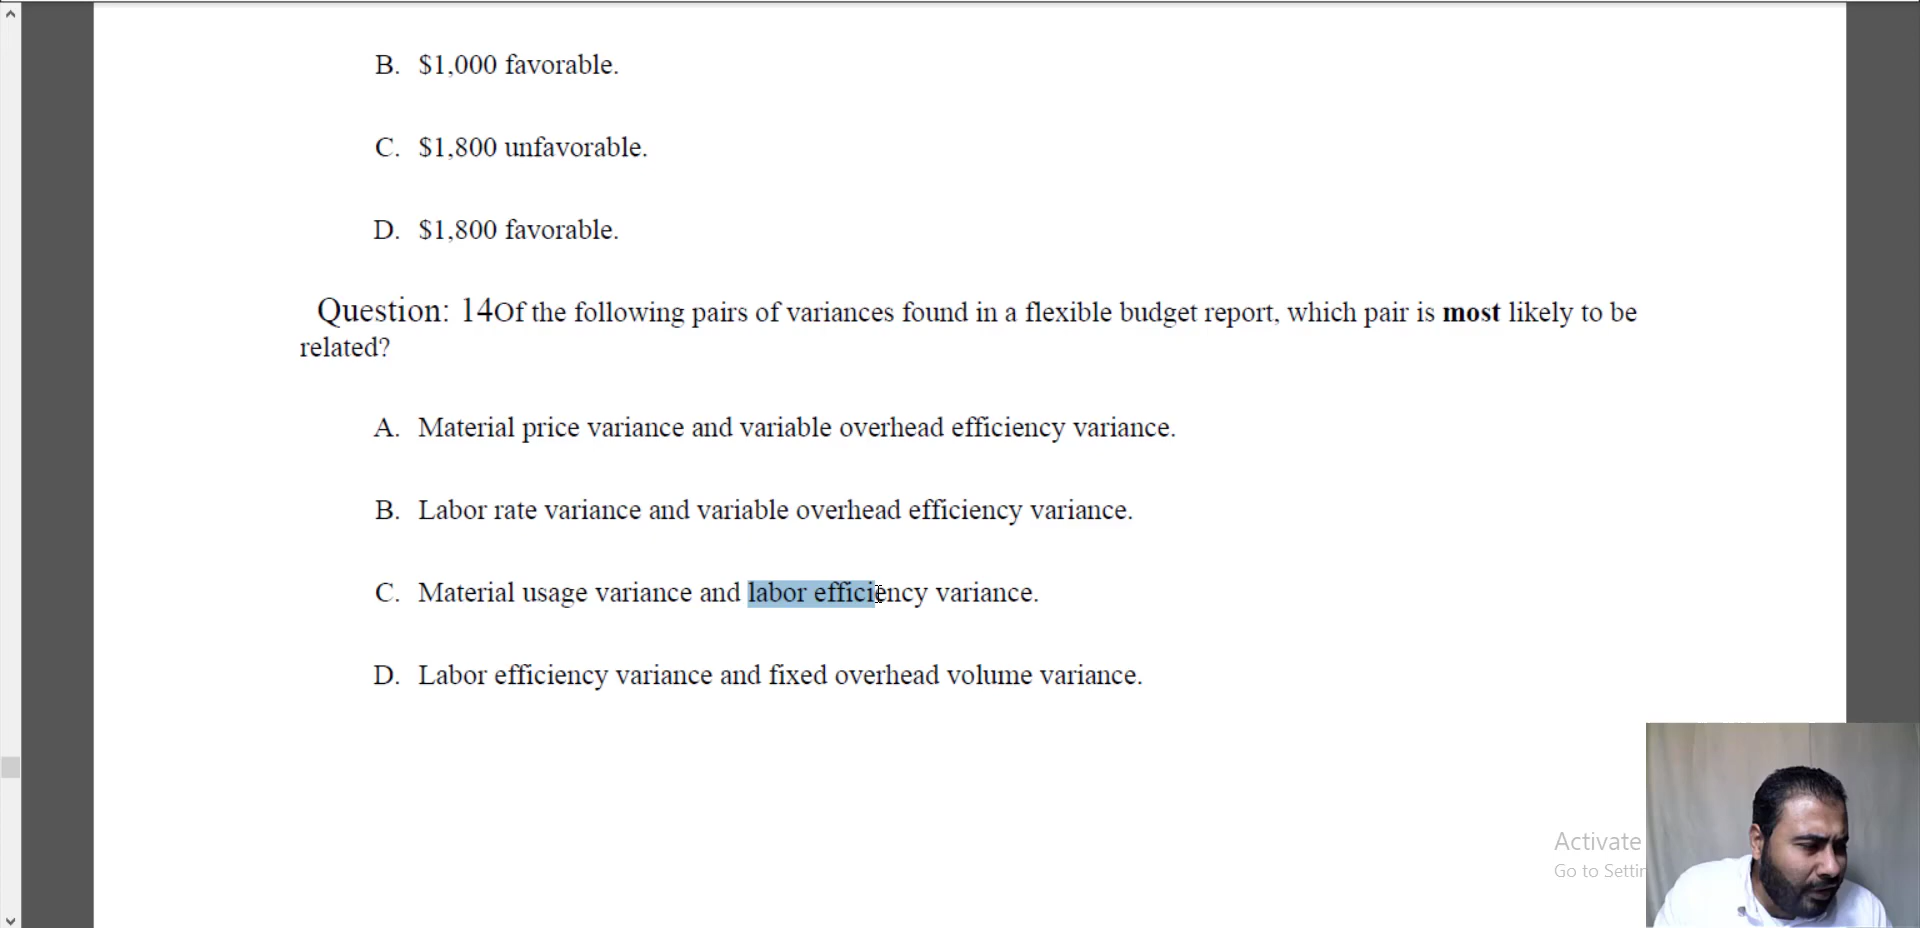 B. $1,000 favorable.
C. $1,800 unfavorable.
D. $1,800 favorable.
Question: 14Of the following pairs of variances found in a flexible budget report, which pair is most likely to be
related?
A. Material price variance and variable overhead efficiency variance.
B. Labor rate variance and variable overhead efficiency variance.
C. Material usage variance and labor efficiency variance.
D. Labor efficiency variance and fixed overhead volume variance.
Activate
Go to Settin